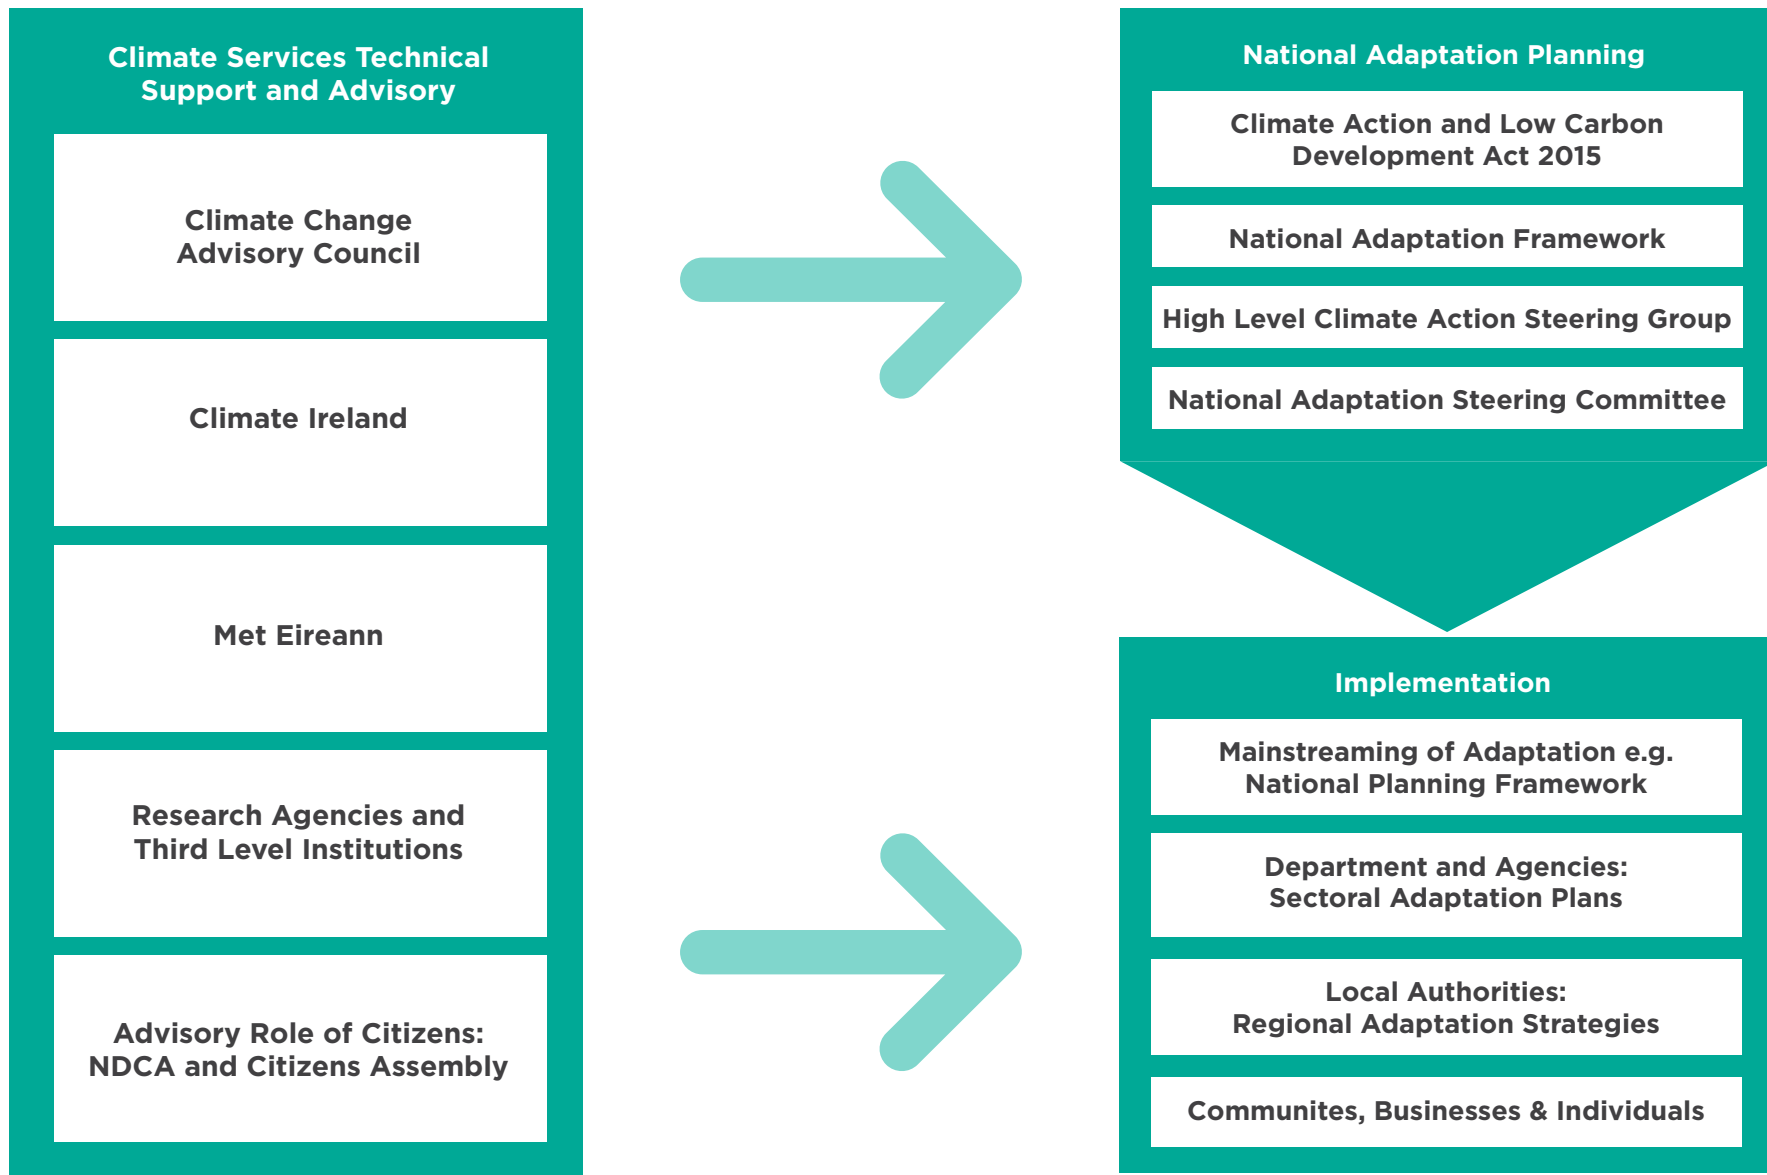 Climate Services Technical
Support and Advisory
Climate Change
Advisory Council
Climate Ireland
Met Eireann
Research Agencies and
Third Level Institutions
Advisory Role of Citizens:
NDCA and Citizens Assembly
National Adaptation Planning
Climate Action and Low Carbon
Development Act 2015
National Adaptation Framework
High Level Climate Action Steering Group
National Adaptation Steering Committee
Implementation
Mainstreaming of Adaptation e.g.
National Planning Framework
Department and Agencies:
Sectoral Adaptation Plans
Local Authorities:
Regional Adaptation Strategies
Communites, Businesses & Individuals